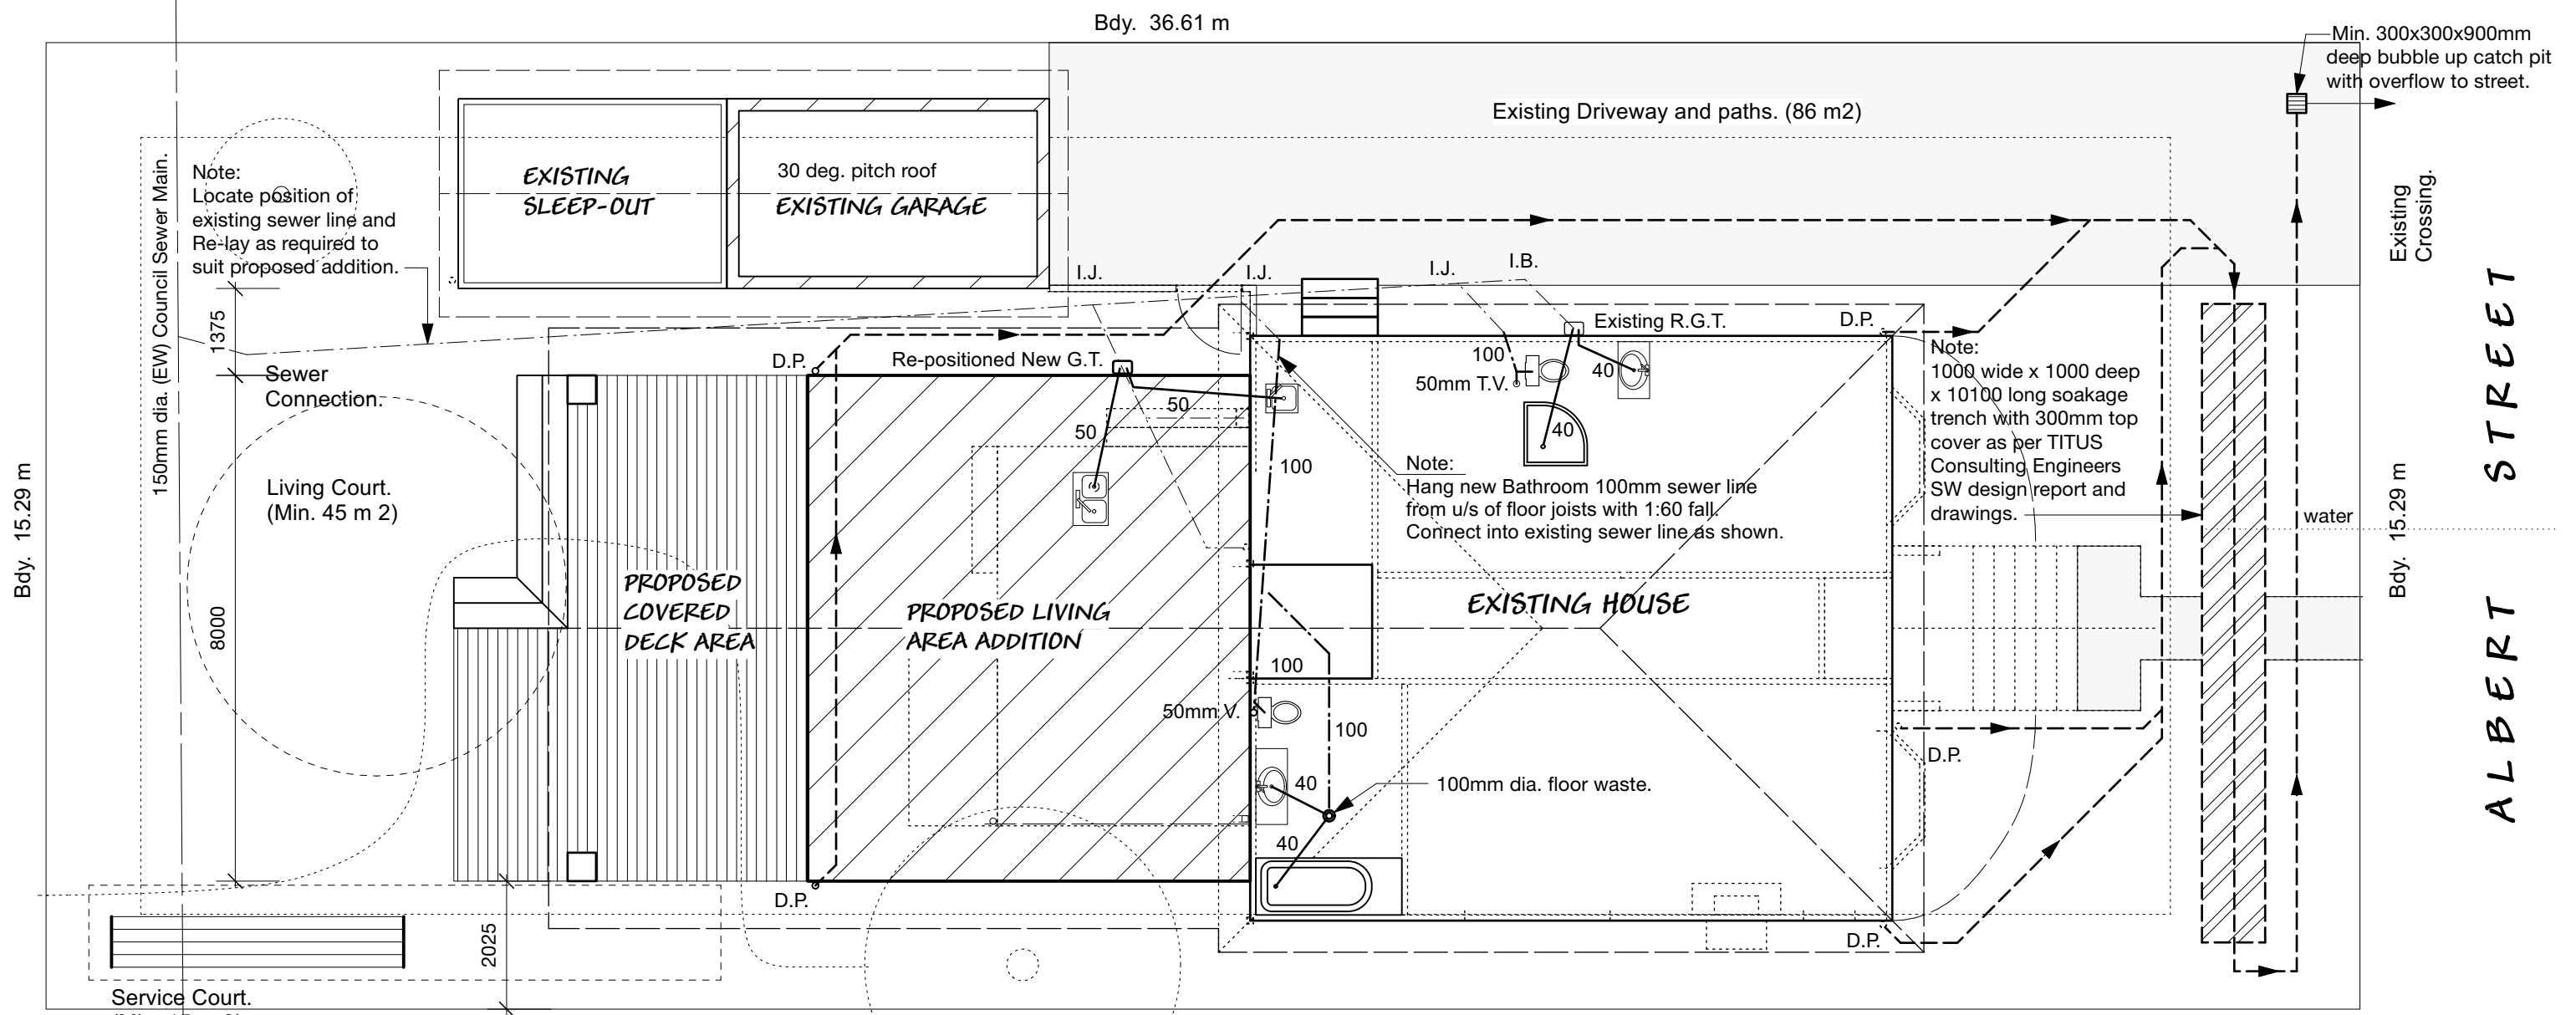 Bdy.  36.61 m
Min. 300x300x900mm
deep bubble up catch pit
with overflow to street.
Existing Driveway and paths. (86 m2)
EXISTING
SLEEP-OUT
30 deg. pitch roof
EXISTING GARAGE
150mm dia. (EW) Council Sewer Main.
Note:
Locate position of
existing sewer line and
Re-lay as required to
suit proposed addition.
Existing
Crossing.
I.J.
I.J.
I.J.
I.B.
1375
D.P.
Re-positioned New G.T.
Existing R.G.T.
D.P.
Sewer
Connection.
100
50mm T.V.
40
40
50
50
100
Note:
1000 wide x 1000 deep
x 10100 long soakage
trench with 300mm top
cover as per TITUS
Consulting Engineers
SW design report and
drawings.
water
Note:
Hang new Bathroom 100mm sewer line
from u/s of floor joists with 1:60 fall.
Connect into existing sewer line as shown.
Living Court.
(Min. 45 m 2)
Bdy.  15.29 m
Bdy.  15.29 m
ALBERT STREET
8000
PROPOSED
COVERED
DECK AREA
PROPOSED LIVING
AREA ADDITION
EXISTING HOUSE
100
50mm V.
100
40
100mm dia. floor waste.
40
D.P.
D.P.
D.P.
2025
Service Court.